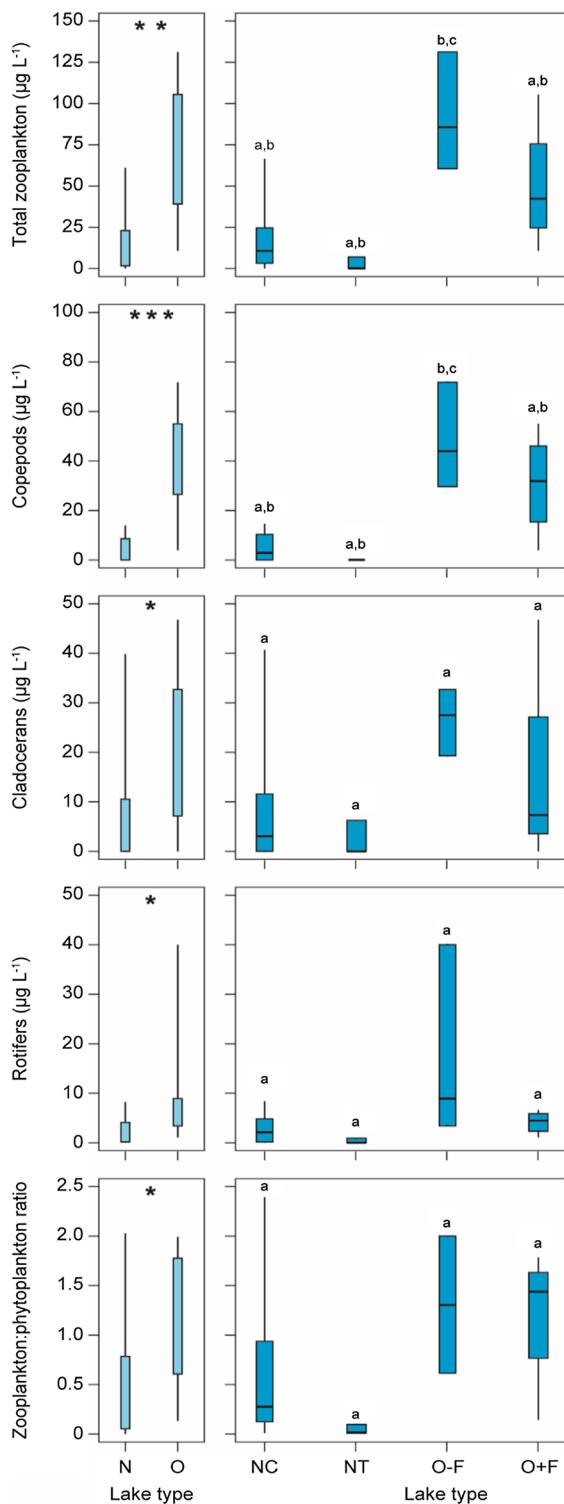 Total zooplankton (µg L-1)
150
125
100
75
50
25
0
* *
a,b
a,b
b,c
a,b
Copepods (µg L-1)
100
80
60
40
20
0
* * *
a,b
a,b
b,c
a,b
Cladocerans (µg L-1)
50
40
30
20
10
0
*
a
a
a
a
Rotifers (µg L-1)
50
40
30
20
10
0
*
a
a
a
a
Zooplankton:phytoplankton ratio
2.5
2.0
1.5
1.0
0.5
0
*
a
a
a
a
N O NC NT O-F O+F
Lake type Lake type